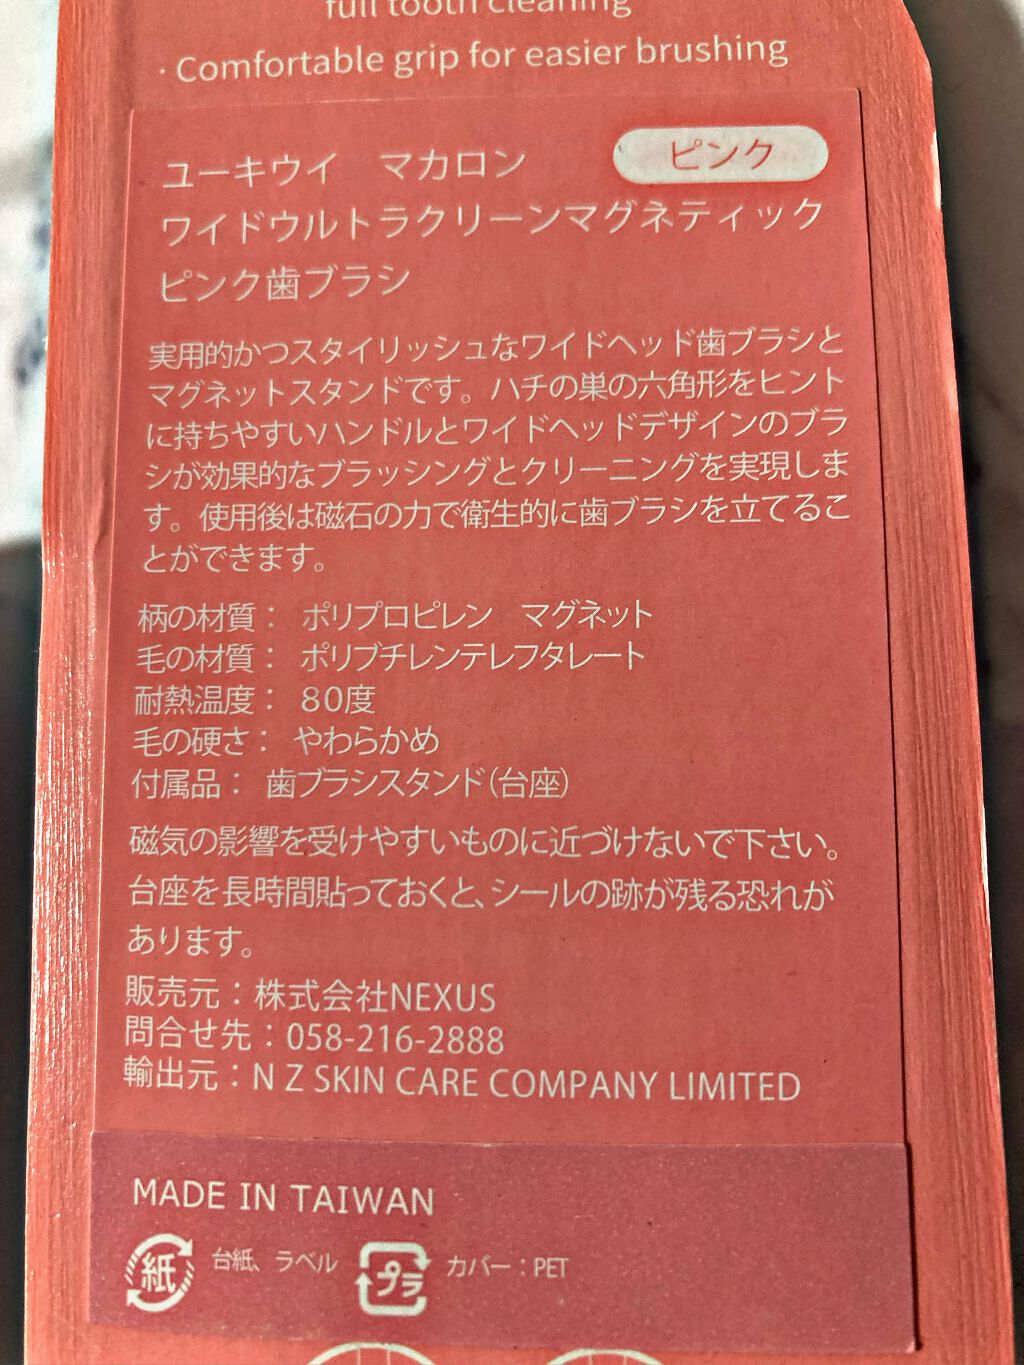 full tooth cleaning
· Comfortable grip for easier brushing
ユーキウイ　マカロン　ピンク
ワイドウルトラクリーンマグネティック
ピンク歯ブラシ
実用的かつスタイリッシュなワイドヘッド歯ブラシと
マグネットスタンドです。ハチの巣の六角形をヒント
に持ちやすいハンドルとワイドヘッドデザインのブラ
シが効果的なブラッシングとクリーニングを実現しま
す。使用後は磁石の力で衛生的に歯ブラシを立てるこ
とができます。
柄の材質： ポリプロピレン　マグネット
毛の材質： ポリブチレンテレフタレート
耐熱温度： 80度
毛の硬さ： やわらかめ
付属品： 歯ブラシスタンド（台座）
磁気の影響を受けやすいものに近づけないで下さい。
台座を長時間貼っておくと、シールの跡が残る恐れが
あります。
販売元：株式会社NEXUS
問合せ先：058-216-2888
輸出元：N Z SKIN CARE COMPANY LIMITED
MADE IN TAIWAN
紙 台紙、ラベル プラ カバー：PET